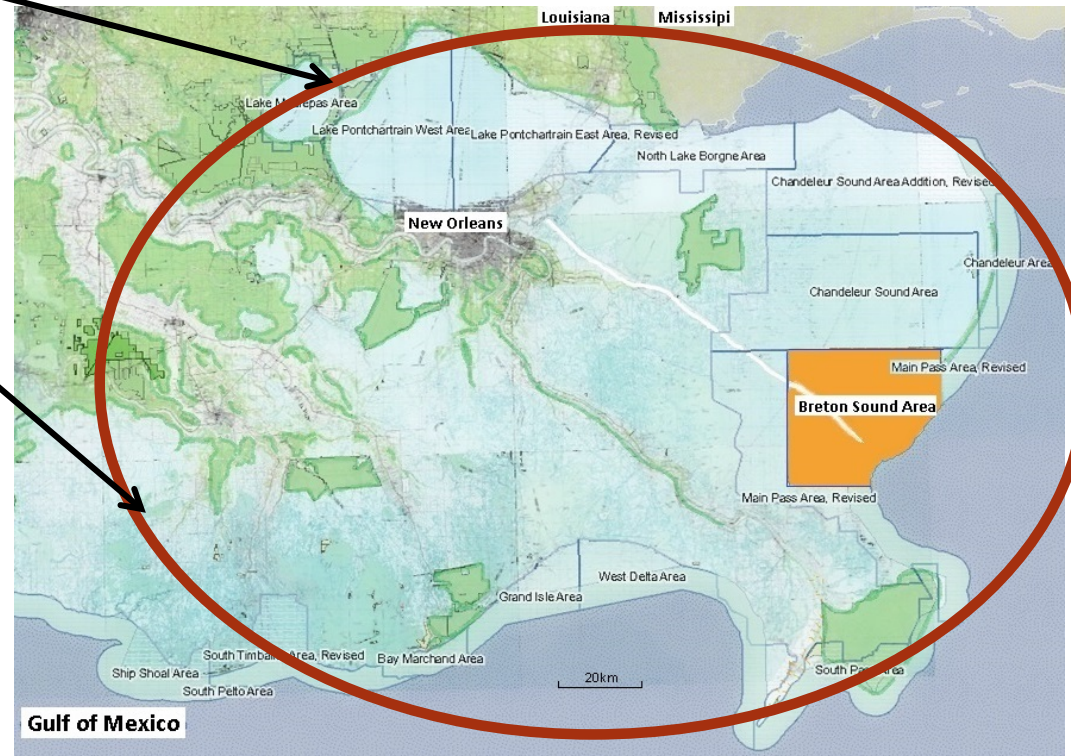 Louisiana Mississipi
Lake Maurepas Area
Lake Pontchartrain West Area
Lake Pontchartrain East Area, Revised
North Lake Borgne Area
Chandeleur Sound Area Addition, Revised
New Orleans
Chandeleur Area
Chandeleur Sound Area
Main Pass Area, Revised
Breton Sound Area
Main Pass Area, Revised
West Delta Area
Grand Isle Area
South Timbalier Area, Revised
Bay Marchand Area
Ship Shoal Area
South Pass Area
20km
South Pelto Area
Gulf of Mexico